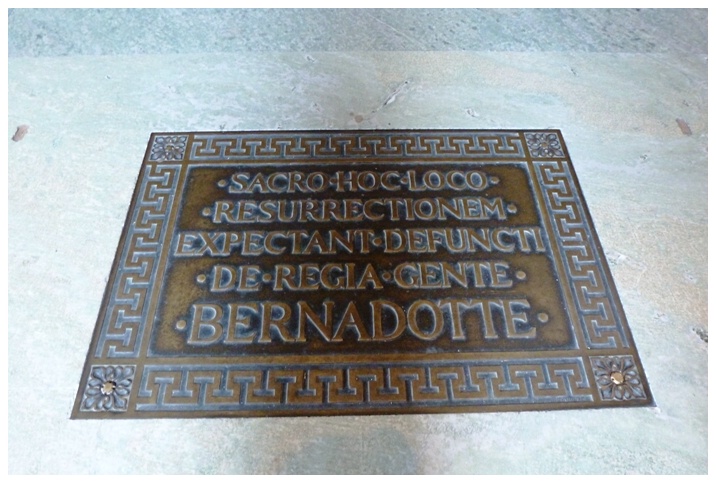 ·SACRO·HOC·LOCO·
·RESURRECTIONEM·
EXPECTANT·DEFUNCTI
·DE·REGIA·GENTE·
·BERNADOTTE·